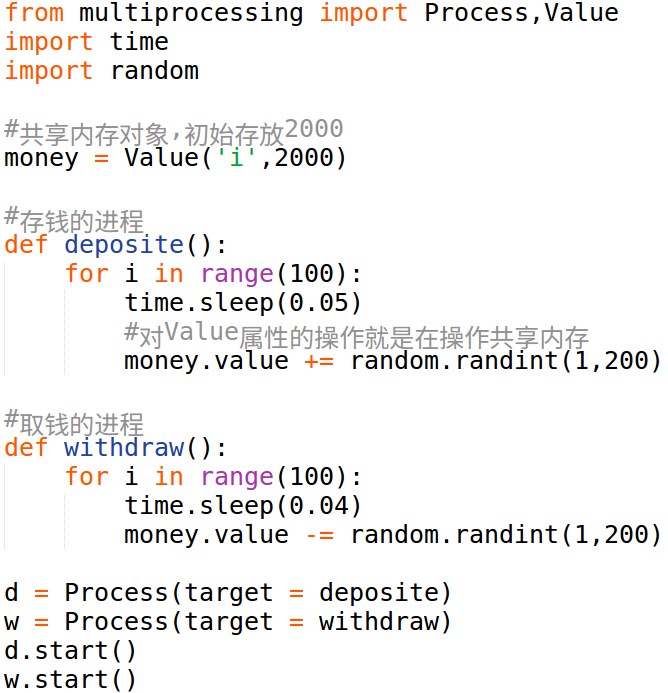 from multiprocessing import Process,Value
import time
import random
#共享内存对象,初始存放2000
money = Value('i',2000)
#存钱的进程
def deposite():
    for i in range(100):
        time.sleep(0.05)
        #对Value属性的操作就是在操作共享内存
        money.value += random.randint(1,200)
#取钱的进程
def withdraw():
    for i in range(100):
        time.sleep(0.04)
        money.value -= random.randint(1,200)
d = Process(target = deposite)
w = Process(target = withdraw)
d.start()
w.start()